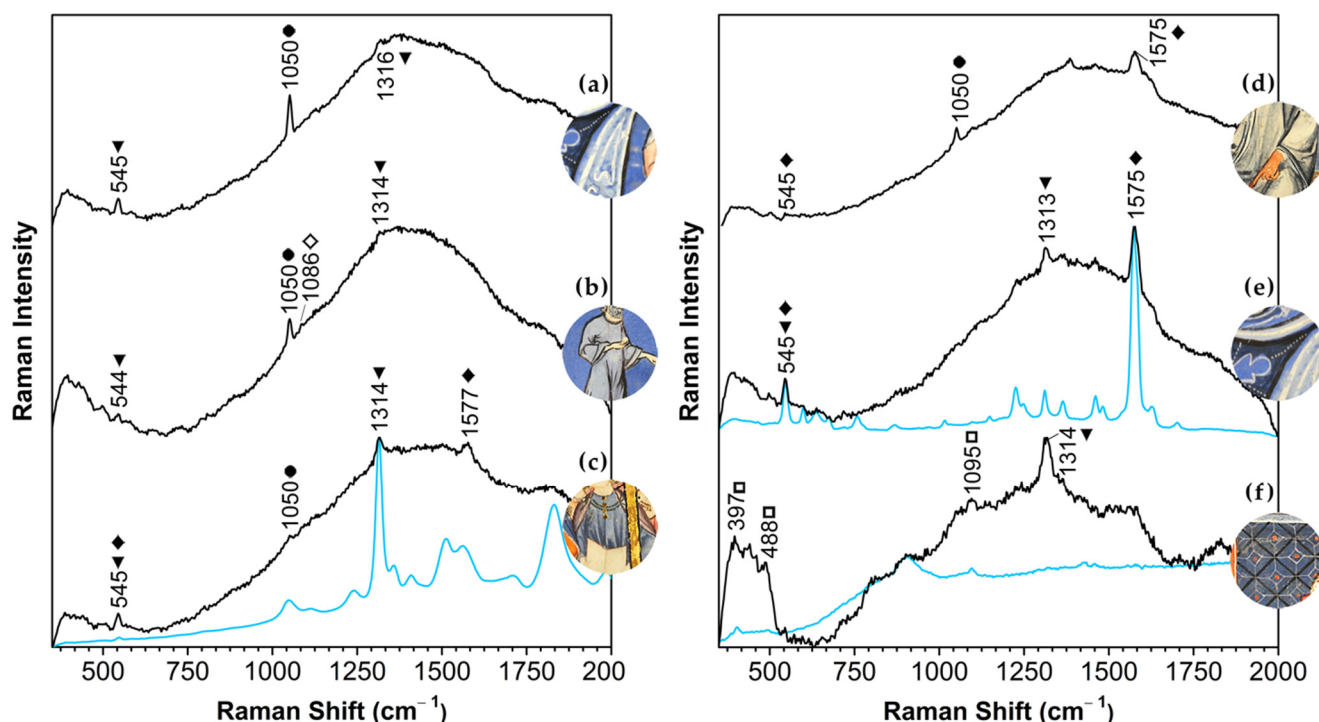 1050●
1316▼
545▼
(a)
1314▼
1050●
1086◇
544▼
(b)
1314▼
1577◆
1050●
◆
545▼
(c)
Raman Intensity
500 750 1000 1250 1500 1750 2000
Raman Shift (cm⁻¹)
1575◆
1050●
545◆
(d)
1575◆
1313▼
◆
545▼
(e)
1314▼
1095□
397□
488□
(f)
Raman Intensity
500 750 1000 1250 1500 1750 2000
Raman Shift (cm⁻¹)